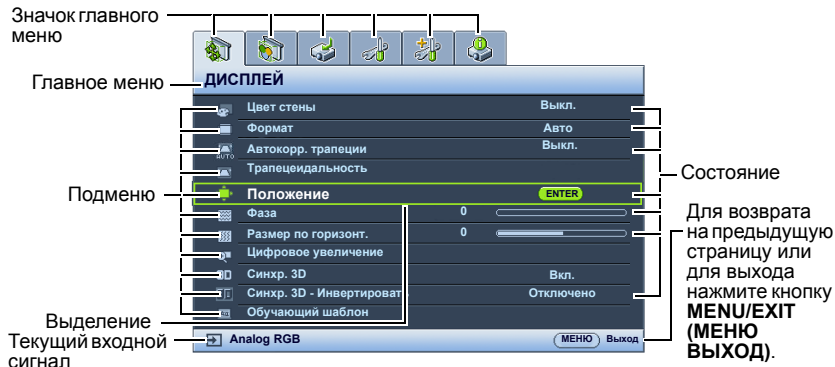 Значок главного
меню
Главное меню
ДИСПЛЕЙ
Цвет стены Выкл.
Формат Авто
AUTO
Автокорр. трапеции Выкл.
Трапецеидальность
Подменю
Положение ENTER
Состояние
Фаза 0
Размер по горизонт. 0
Цифровое увеличение
3D
Синхр. 3D Вкл.
Синхр. 3D - Инвертировать Отключено
Обучающий шаблон
Для возврата
на предыдущую
страницу или
для выхода
нажмите кнопку
MENU/EXIT
(МЕНЮ
ВЫХОД).
Выделение
Текущий входной
сигнал
Analog RGB
МЕНЮ Выход